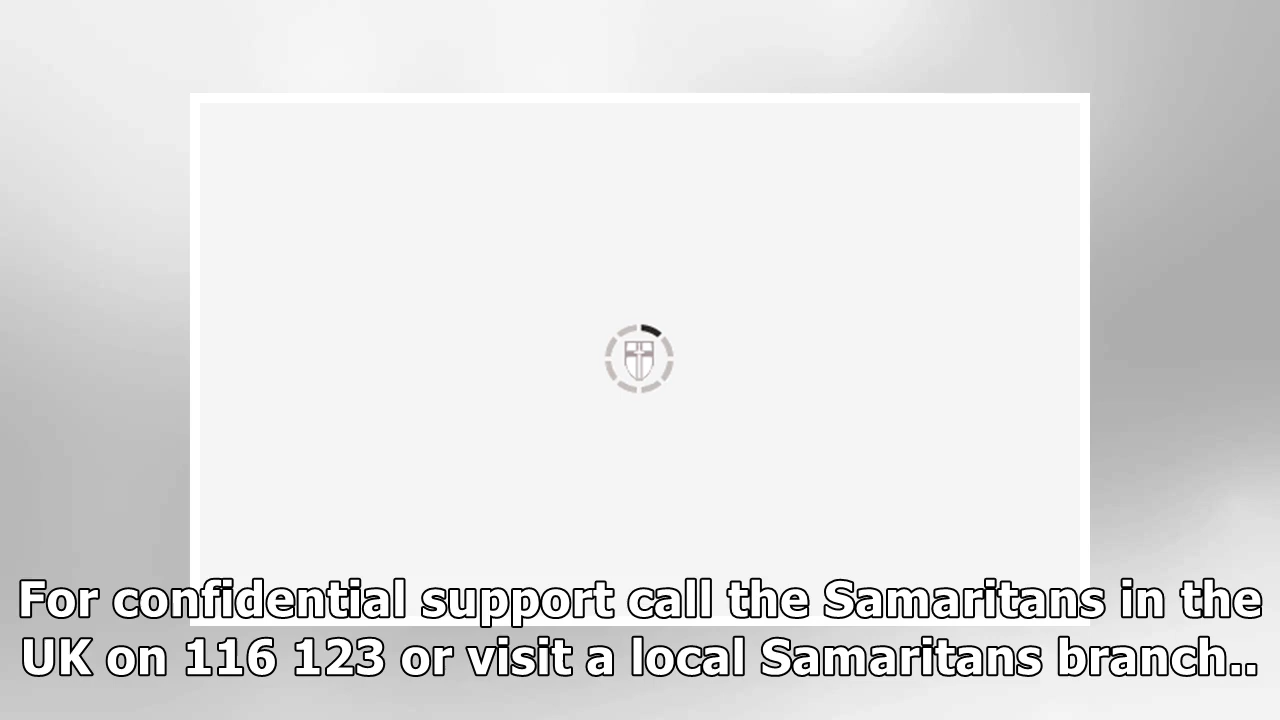 For confidential support call the Samaritans in the
UK on 116 123 or visit a local Samaritans branch..